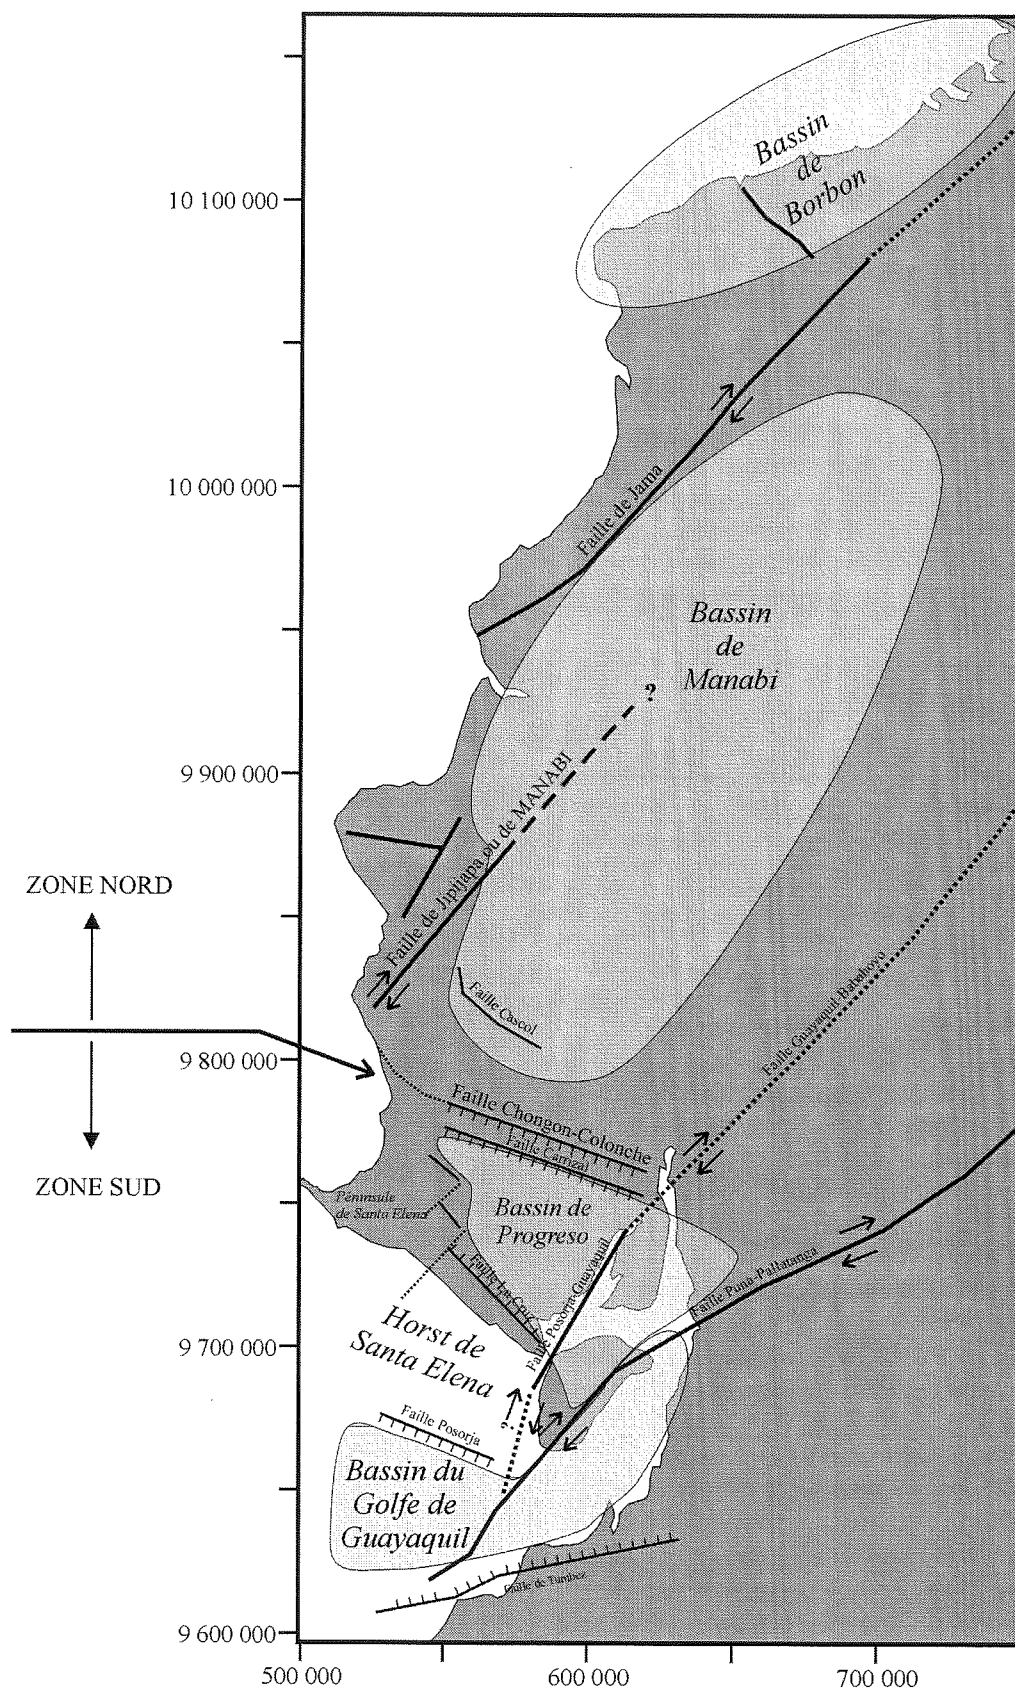 Bassin
de
Borbon
10 100 000
Faille de Jama
10 000 000
Bassin
de
Manabi
?
9 900 000
Faille de Jipijapa ou de MANABI
ZONE NORD
Faille Cascol
Faille Guayaquil-Babahoyo
9 800 000
Faille Chongon-Colonche
Faille Carrizal
ZONE SUD
Péninsule
de Santa Elena
Bassin de
Progreso
Faille La Cruz
Faille Posorja-Guayaquil
Faille Puna-Pallatanga
Horst de
Santa Elena
9 700 000
?
Faille Posorja
Bassin du
Golfe de
Guayaquil
Faille de Tumbez
9 600 000
500 000
600 000
700 000